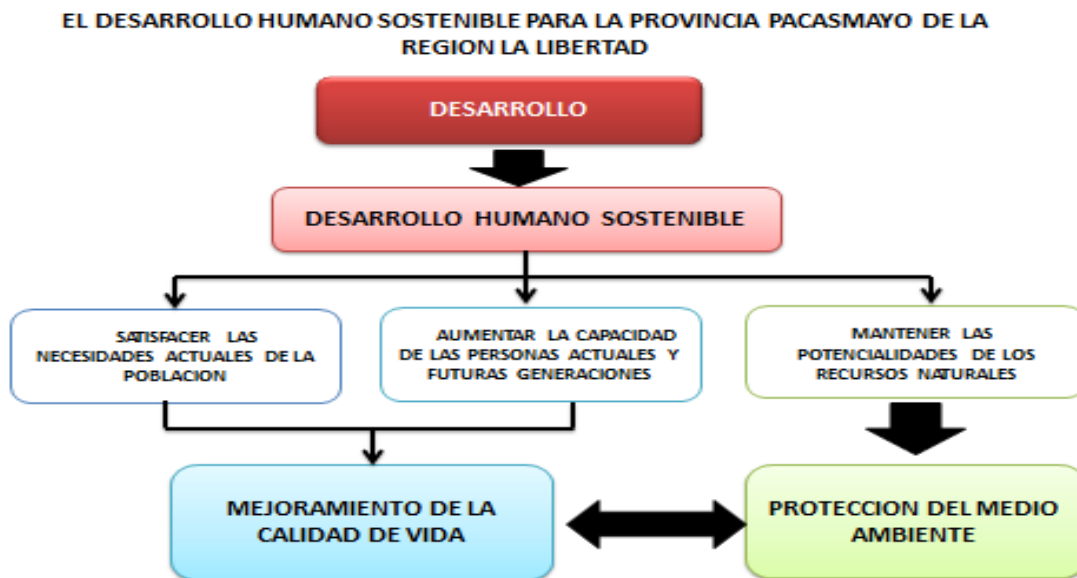 EL DESARROLLO HUMANO SOSTENIBLE PARA LA PROVINCIA PACASMAYO DE LA
REGION LA LIBERTAD
DESARROLLO
DESARROLLO HUMANO SOSTENIBLE
SATISFACER LAS
NECESIDADES ACTUALES DE LA
POBLACION
AUMENTAR LA CAPACIDAD
DE LAS PERSONAS ACTUALES Y
FUTURAS GENERACIONES
MANTENER LAS
POTENCIALIDADES DE LOS
RECURSOS NATURALES
MEJORAMIENTO DE LA
CALIDAD DE VIDA
PROTECCION DEL MEDIO
AMBIENTE